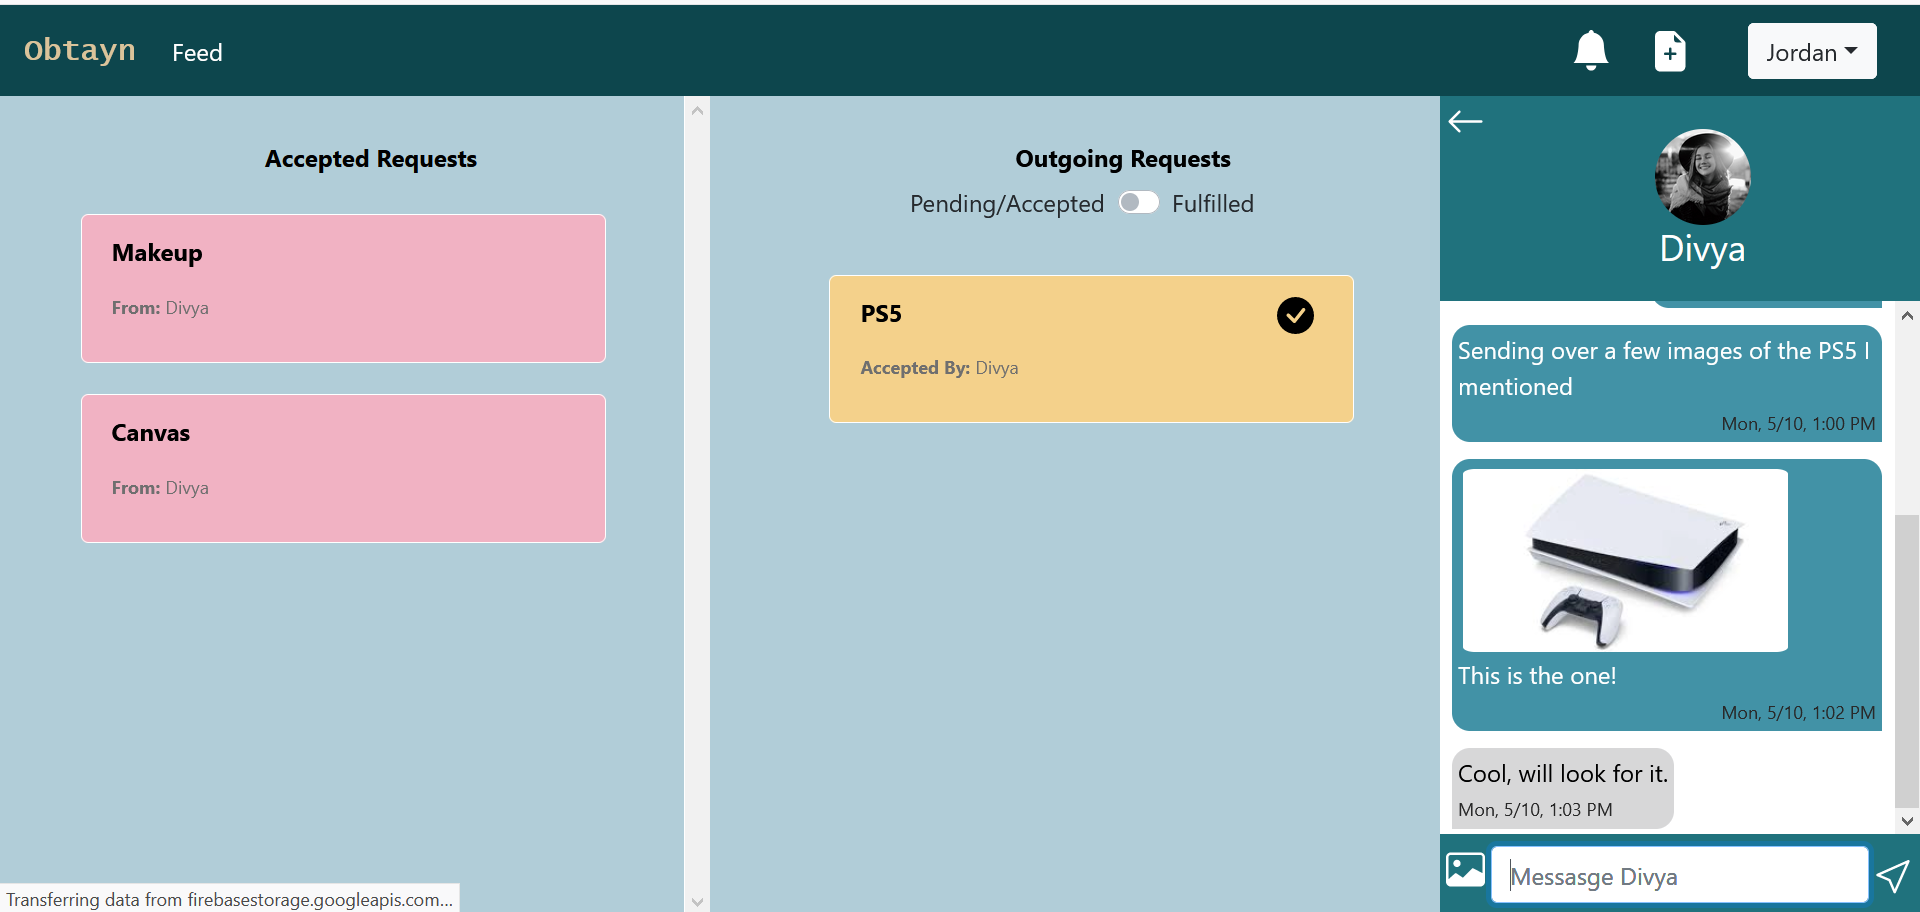 Obtayn Feed Jordan
Accepted Requests
Makeup
From: Divya
Canvas
From: Divya
Outgoing Requests
Pending/Accepted Fulfilled
PS5
Accepted By: Divya
Divya
Sending over a few images of the PS5 I
mentioned
Mon, 5/10, 1:00 PM
This is the one!
Mon, 5/10, 1:02 PM
Cool, will look for it.
Mon, 5/10, 1:03 PM
Messasge Divya
Transferring data from firebasestorage.googleapis.com...